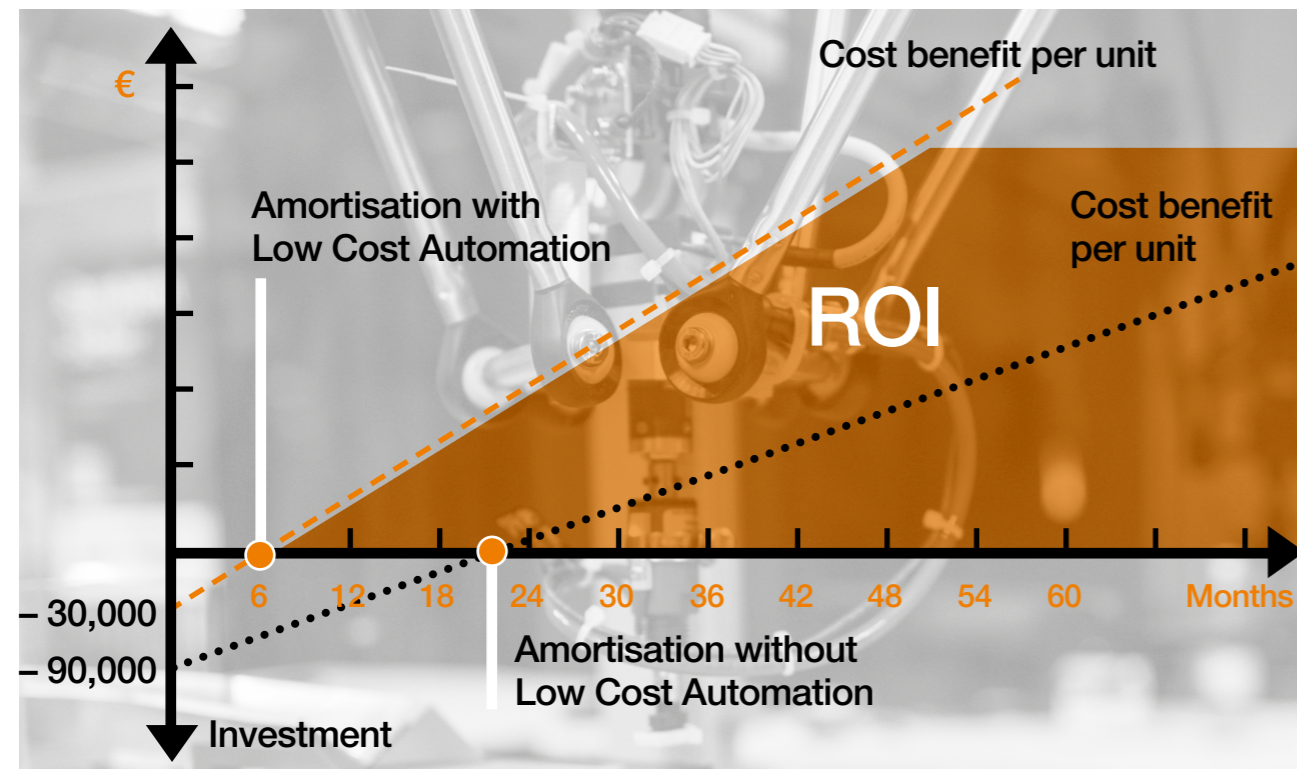 Cost benefit per unit
€
Amortisation with
Low Cost Automation
Cost benefit
per unit
ROI
6 12 18 24 30 36 42 48 54 60 Months
– 30,000
– 90,000
Amortisation without
Low Cost Automation
Investment